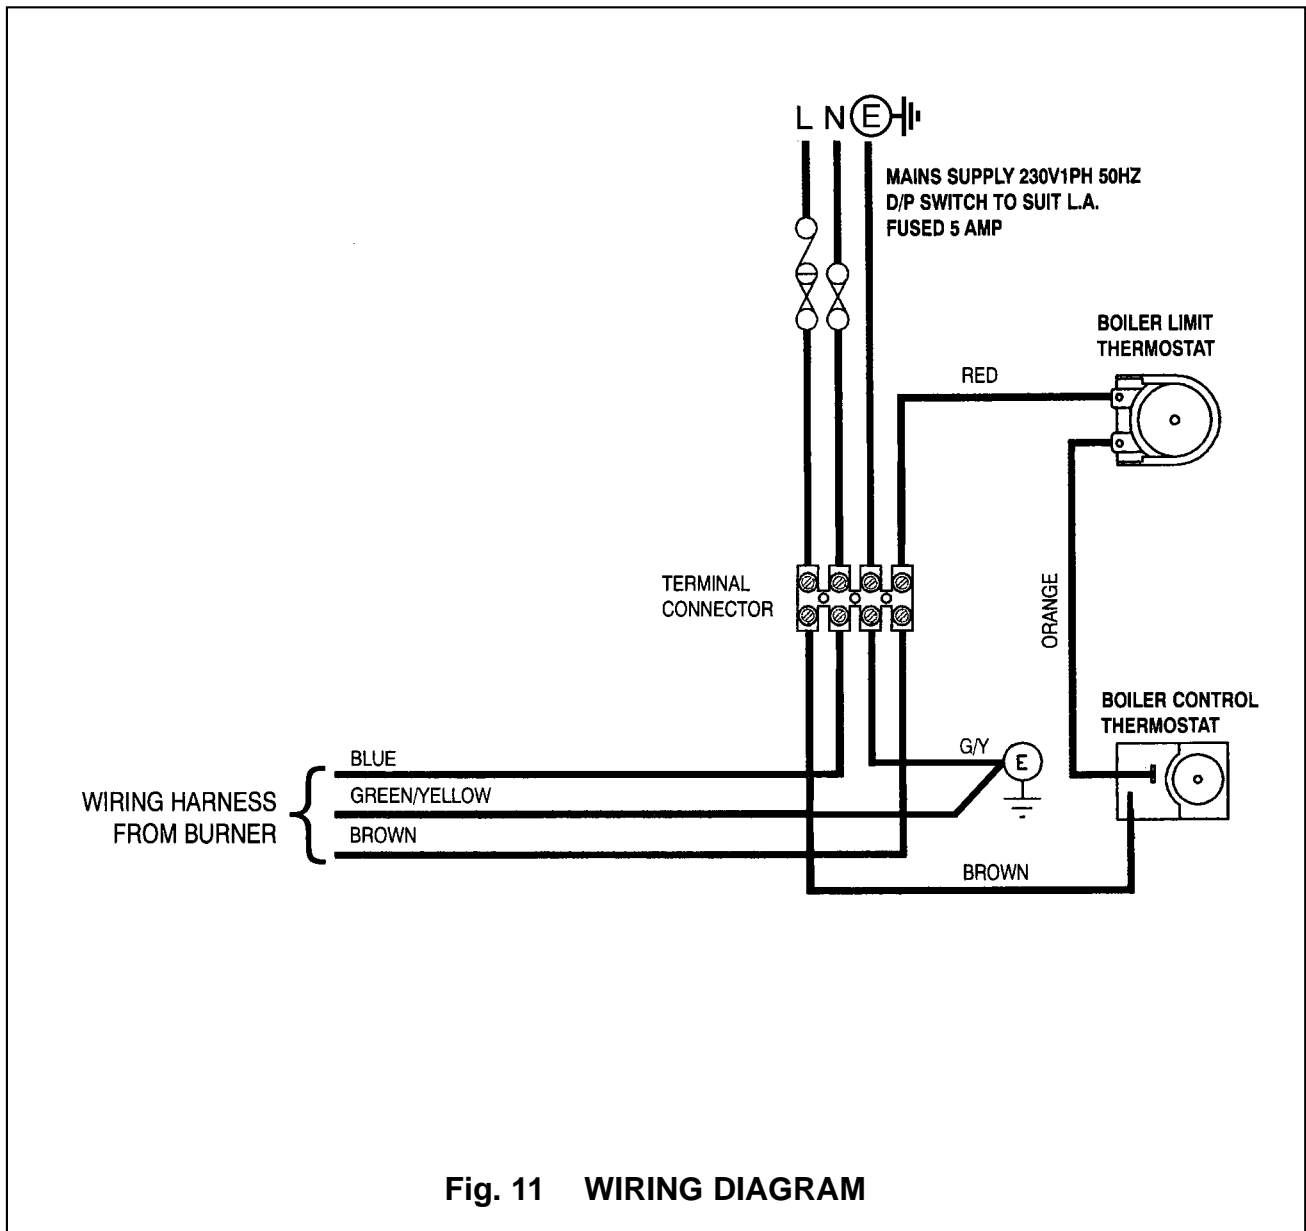 L N E
MAINS SUPPLY 230V1PH 50HZ
D/P SWITCH TO SUIT L.A.
FUSED 5 AMP
BOILER LIMIT
THERMOSTAT
RED
TERMINAL
CONNECTOR
ORANGE
BOILER CONTROL
THERMOSTAT
G/Y
E
BLUE
GREEN/YELLOW
BROWN
WIRING HARNESS
FROM BURNER
BROWN
Fig. 11 WIRING DIAGRAM